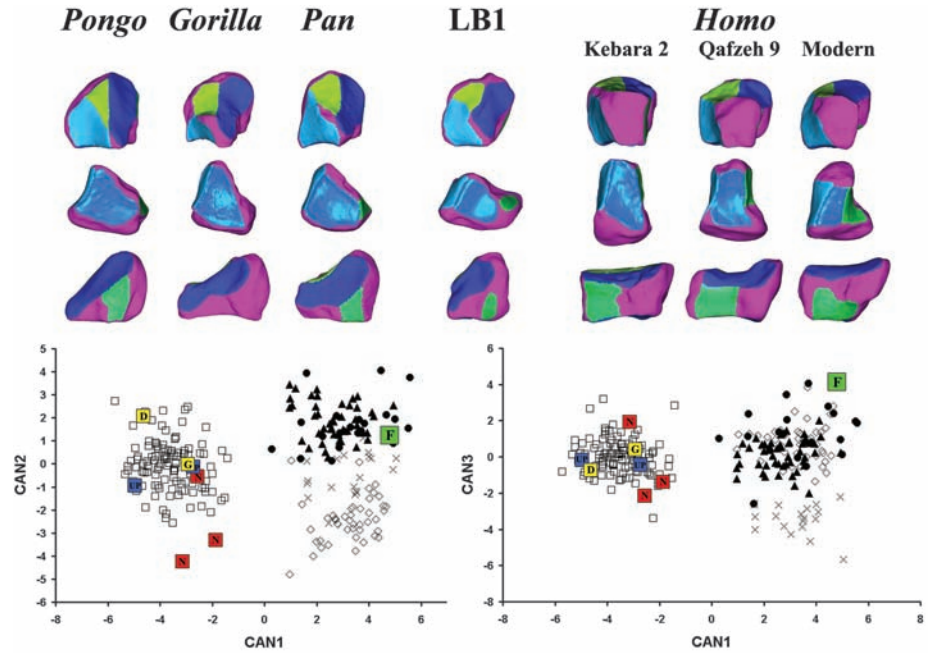 Pongo Gorilla Pan LB1 Homo
Kebara 2 Qafzeh 9 Modern
5
4
3
2
1
0
-1
-2
-3
-4
-5
-6
CAN2
D
G
UP
UP
N
N
N
F
-8 -6 -4 -2 0 2 4 6
CAN1
6
4
2
0
-2
-4
-6
-8
CAN3
F
N
G
UP
UP
D
N
N
-8 -6 -4 -2 0 2 4 6 8
CAN1